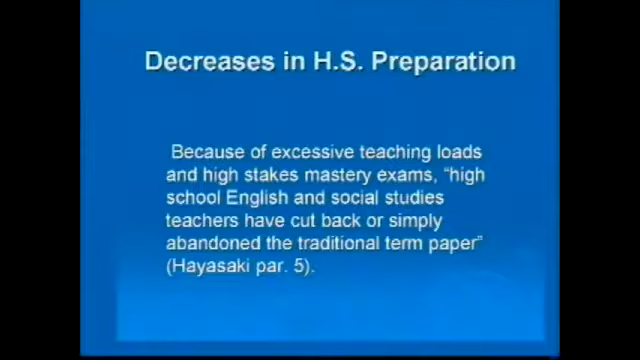 Decreases in H.S. Preparation
Because of excessive teaching loads
and high stakes mastery exams, “high
school English and social studies
teachers have cut back or simply
abandoned the traditional term paper”
(Hayasaki par. 5).